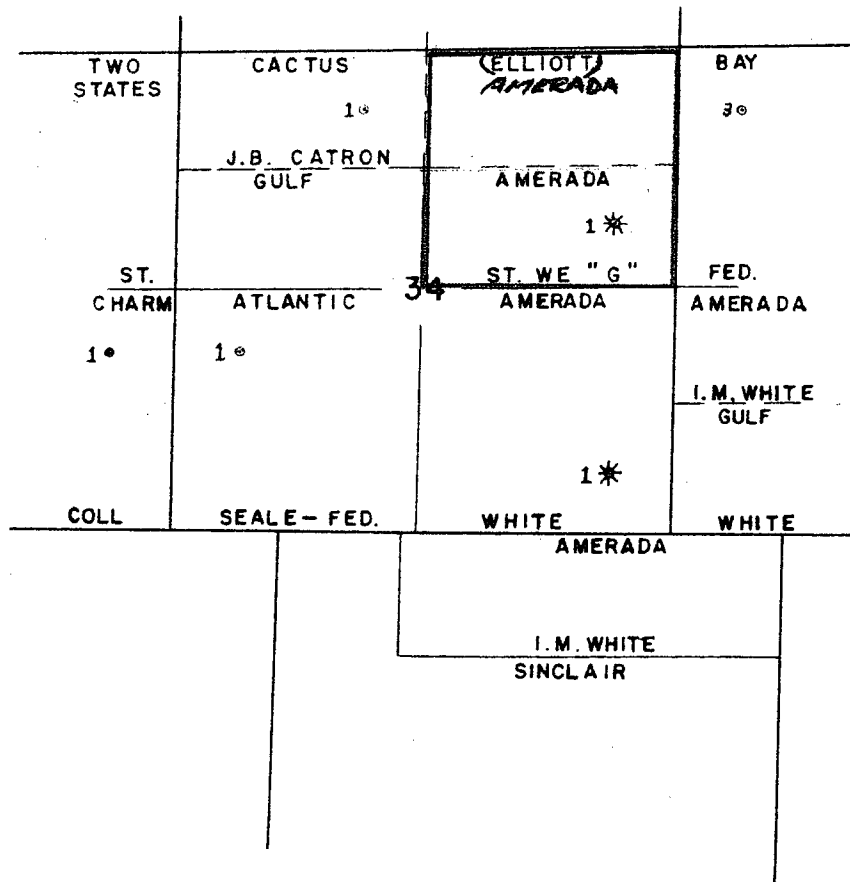 TWO
STATES
CACTUS
(ELLIOTT)
AMERADA
BAY
1
3
J.B. CATRON
GULF
AMERADA
1
ST.
ST. WE "G"
FED.
34
CHARM
ATLANTIC
AMERADA
AMERADA
1
1
I.M. WHITE
GULF
1
COLL
SEALE - FED.
WHITE
WHITE
AMERADA
I.M. WHITE
SINCLAIR